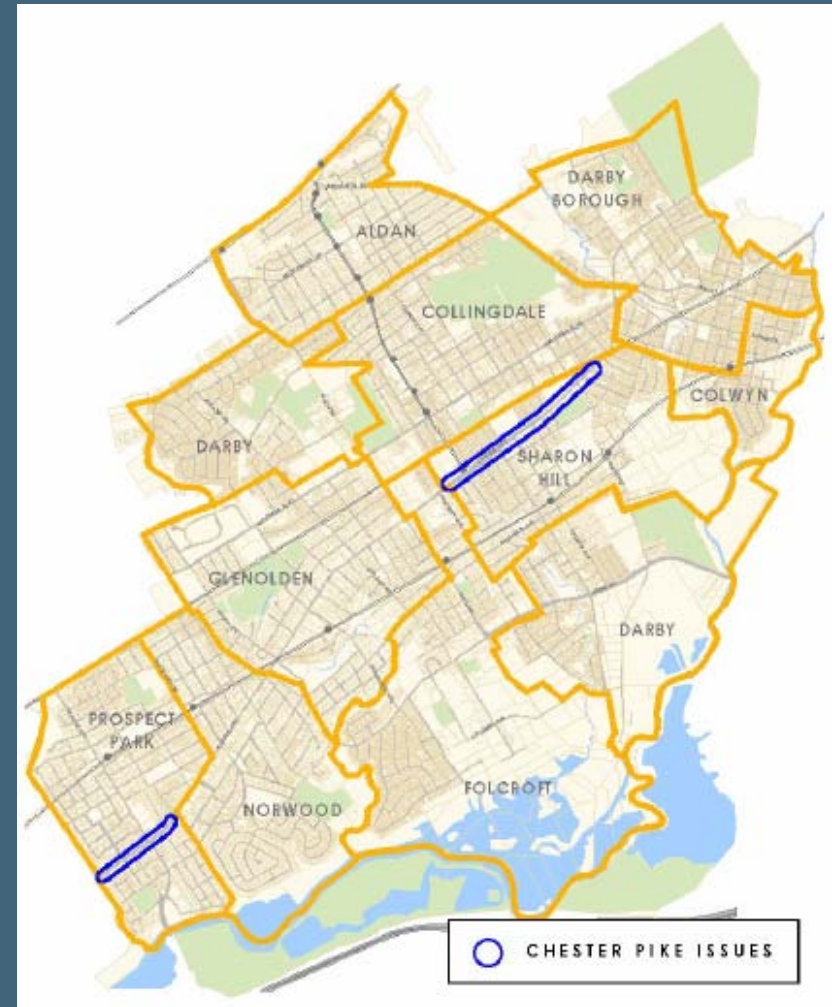 DARBY
BOROUGH
ALDAN
COLLINGDALE
COLWYN
DARBY
SHARON
HILL
GLENOLDEN
DARBY
PROSPECT
PARK
FOLCROFT
NORWOOD
CHESTER PIKE ISSUES